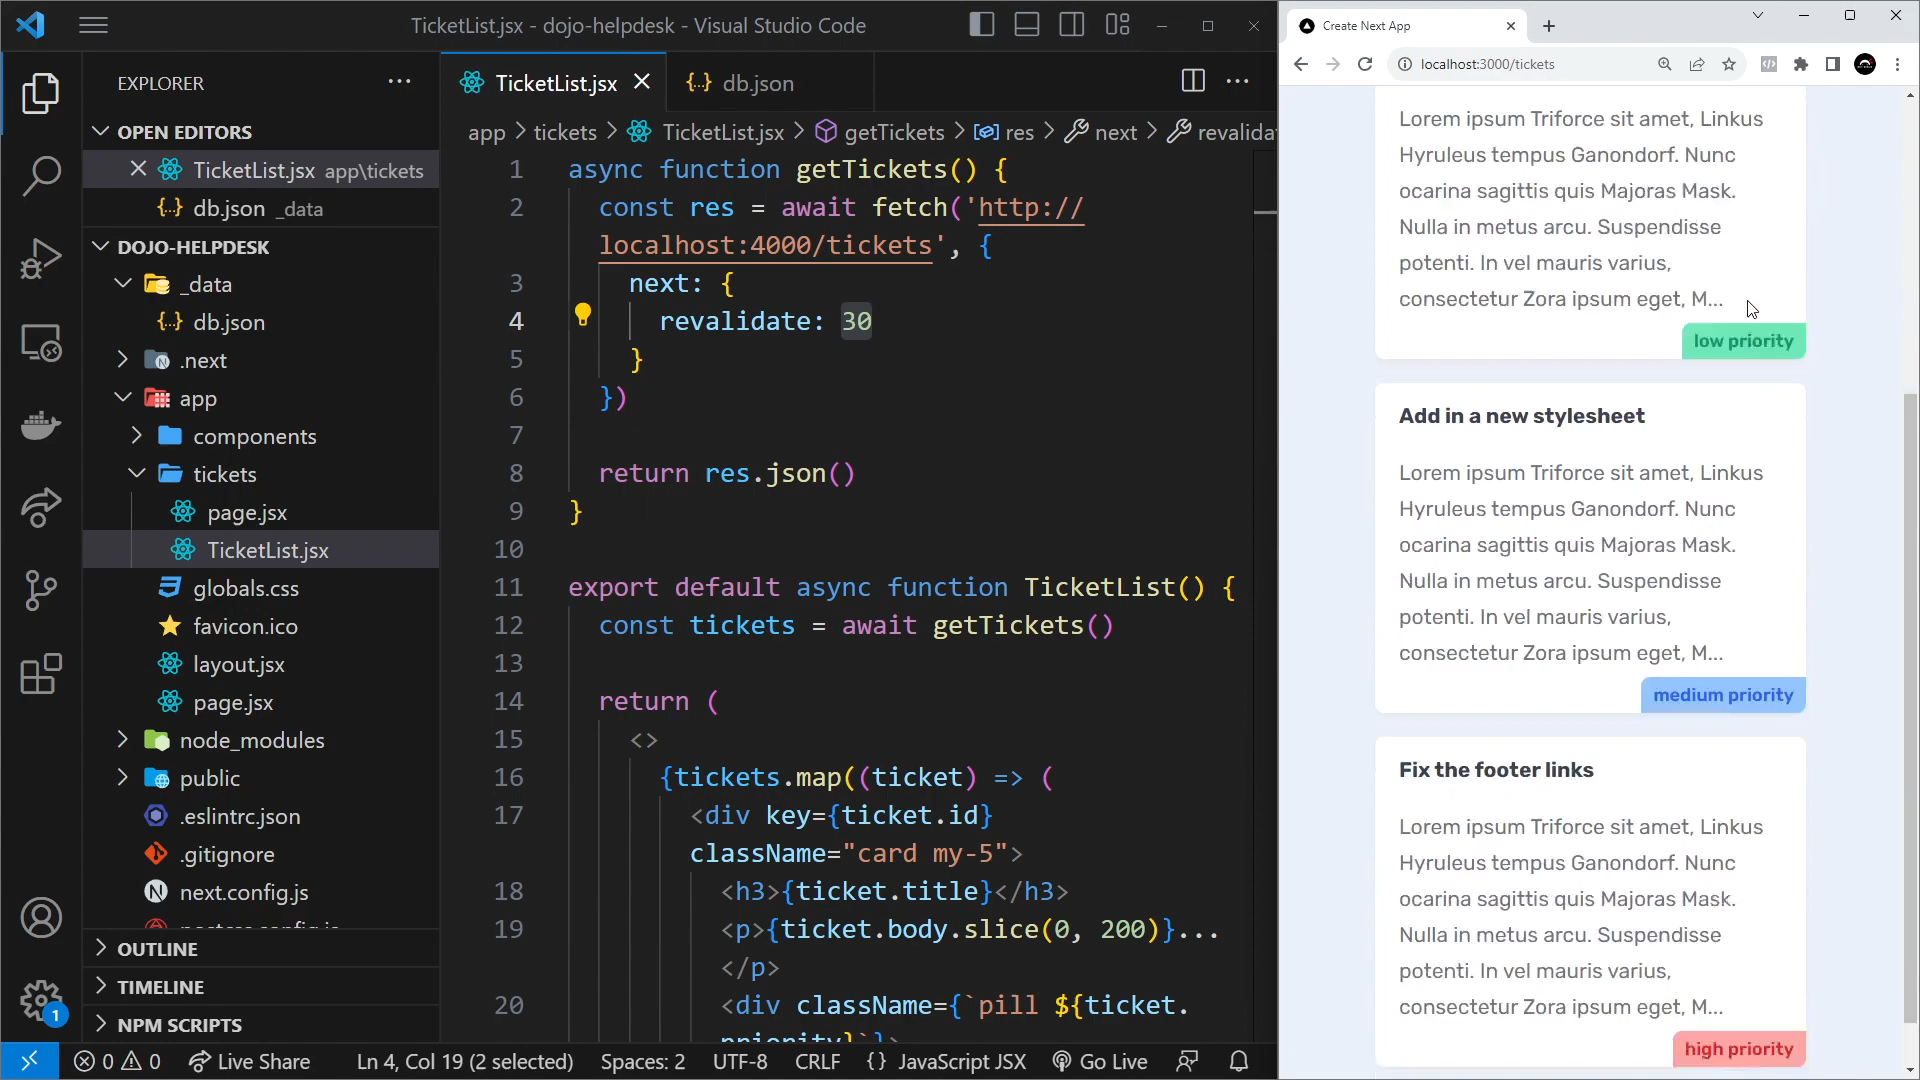 TicketList.jsx - dojo-helpdesk - Visual Studio Code
EXPLORER
OPEN EDITORS
TicketList.jsx app\tickets
{..} db.json _data
DOJO-HELPDESK
_data
{..} db.json
.next
app
components
tickets
page.jsx
TicketList.jsx
globals.css
favicon.ico
layout.jsx
page.jsx
node_modules
public
.eslintrc.json
.gitignore
next.config.js
OUTLINE
TIMELINE
NPM SCRIPTS
1
TicketList.jsx
{..} db.json
app > tickets > TicketList.jsx > getTickets > res > next > revalidat
1 async function getTickets() {
2 const res = await fetch('http://
localhost:4000/tickets', {
3 next: {
4 revalidate: 30
5 }
6 })
7
8 return res.json()
9 }
10
11 export default async function TicketList() {
12 const tickets = await getTickets()
13
14 return (
15 <>
16 {tickets.map((ticket) => (
17 <div key={ticket.id}
className="card my-5">
18 <h3>{ticket.title}</h3>
19 <p>{ticket.body.slice(0, 200)}...
</p>
20 <div className={`pill ${ticket.
priority}`}>
0 0 Live Share Ln 4, Col 19 (2 selected) Spaces: 2 UTF-8 CRLF {} JavaScript JSX Go Live
Create Next App
localhost:3000/tickets
Lorem ipsum Triforce sit amet, Linkus
Hyruleus tempus Ganondorf. Nunc
ocarina sagittis quis Majoras Mask.
Nulla in metus arcu. Suspendisse
potenti. In vel mauris varius,
consectetur Zora ipsum eget, M...
low priority
Add in a new stylesheet
Lorem ipsum Triforce sit amet, Linkus
Hyruleus tempus Ganondorf. Nunc
ocarina sagittis quis Majoras Mask.
Nulla in metus arcu. Suspendisse
potenti. In vel mauris varius,
consectetur Zora ipsum eget, M...
medium priority
Fix the footer links
Lorem ipsum Triforce sit amet, Linkus
Hyruleus tempus Ganondorf. Nunc
ocarina sagittis quis Majoras Mask.
Nulla in metus arcu. Suspendisse
potenti. In vel mauris varius,
consectetur Zora ipsum eget, M...
high priority